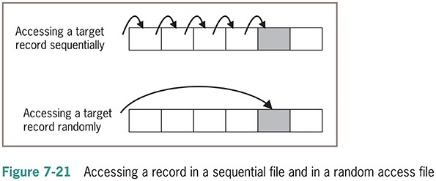 Accessing a target
record sequentially
Accessing a target
record randomly
Figure 7-21 Accessing a record in a sequential file and in a random access file